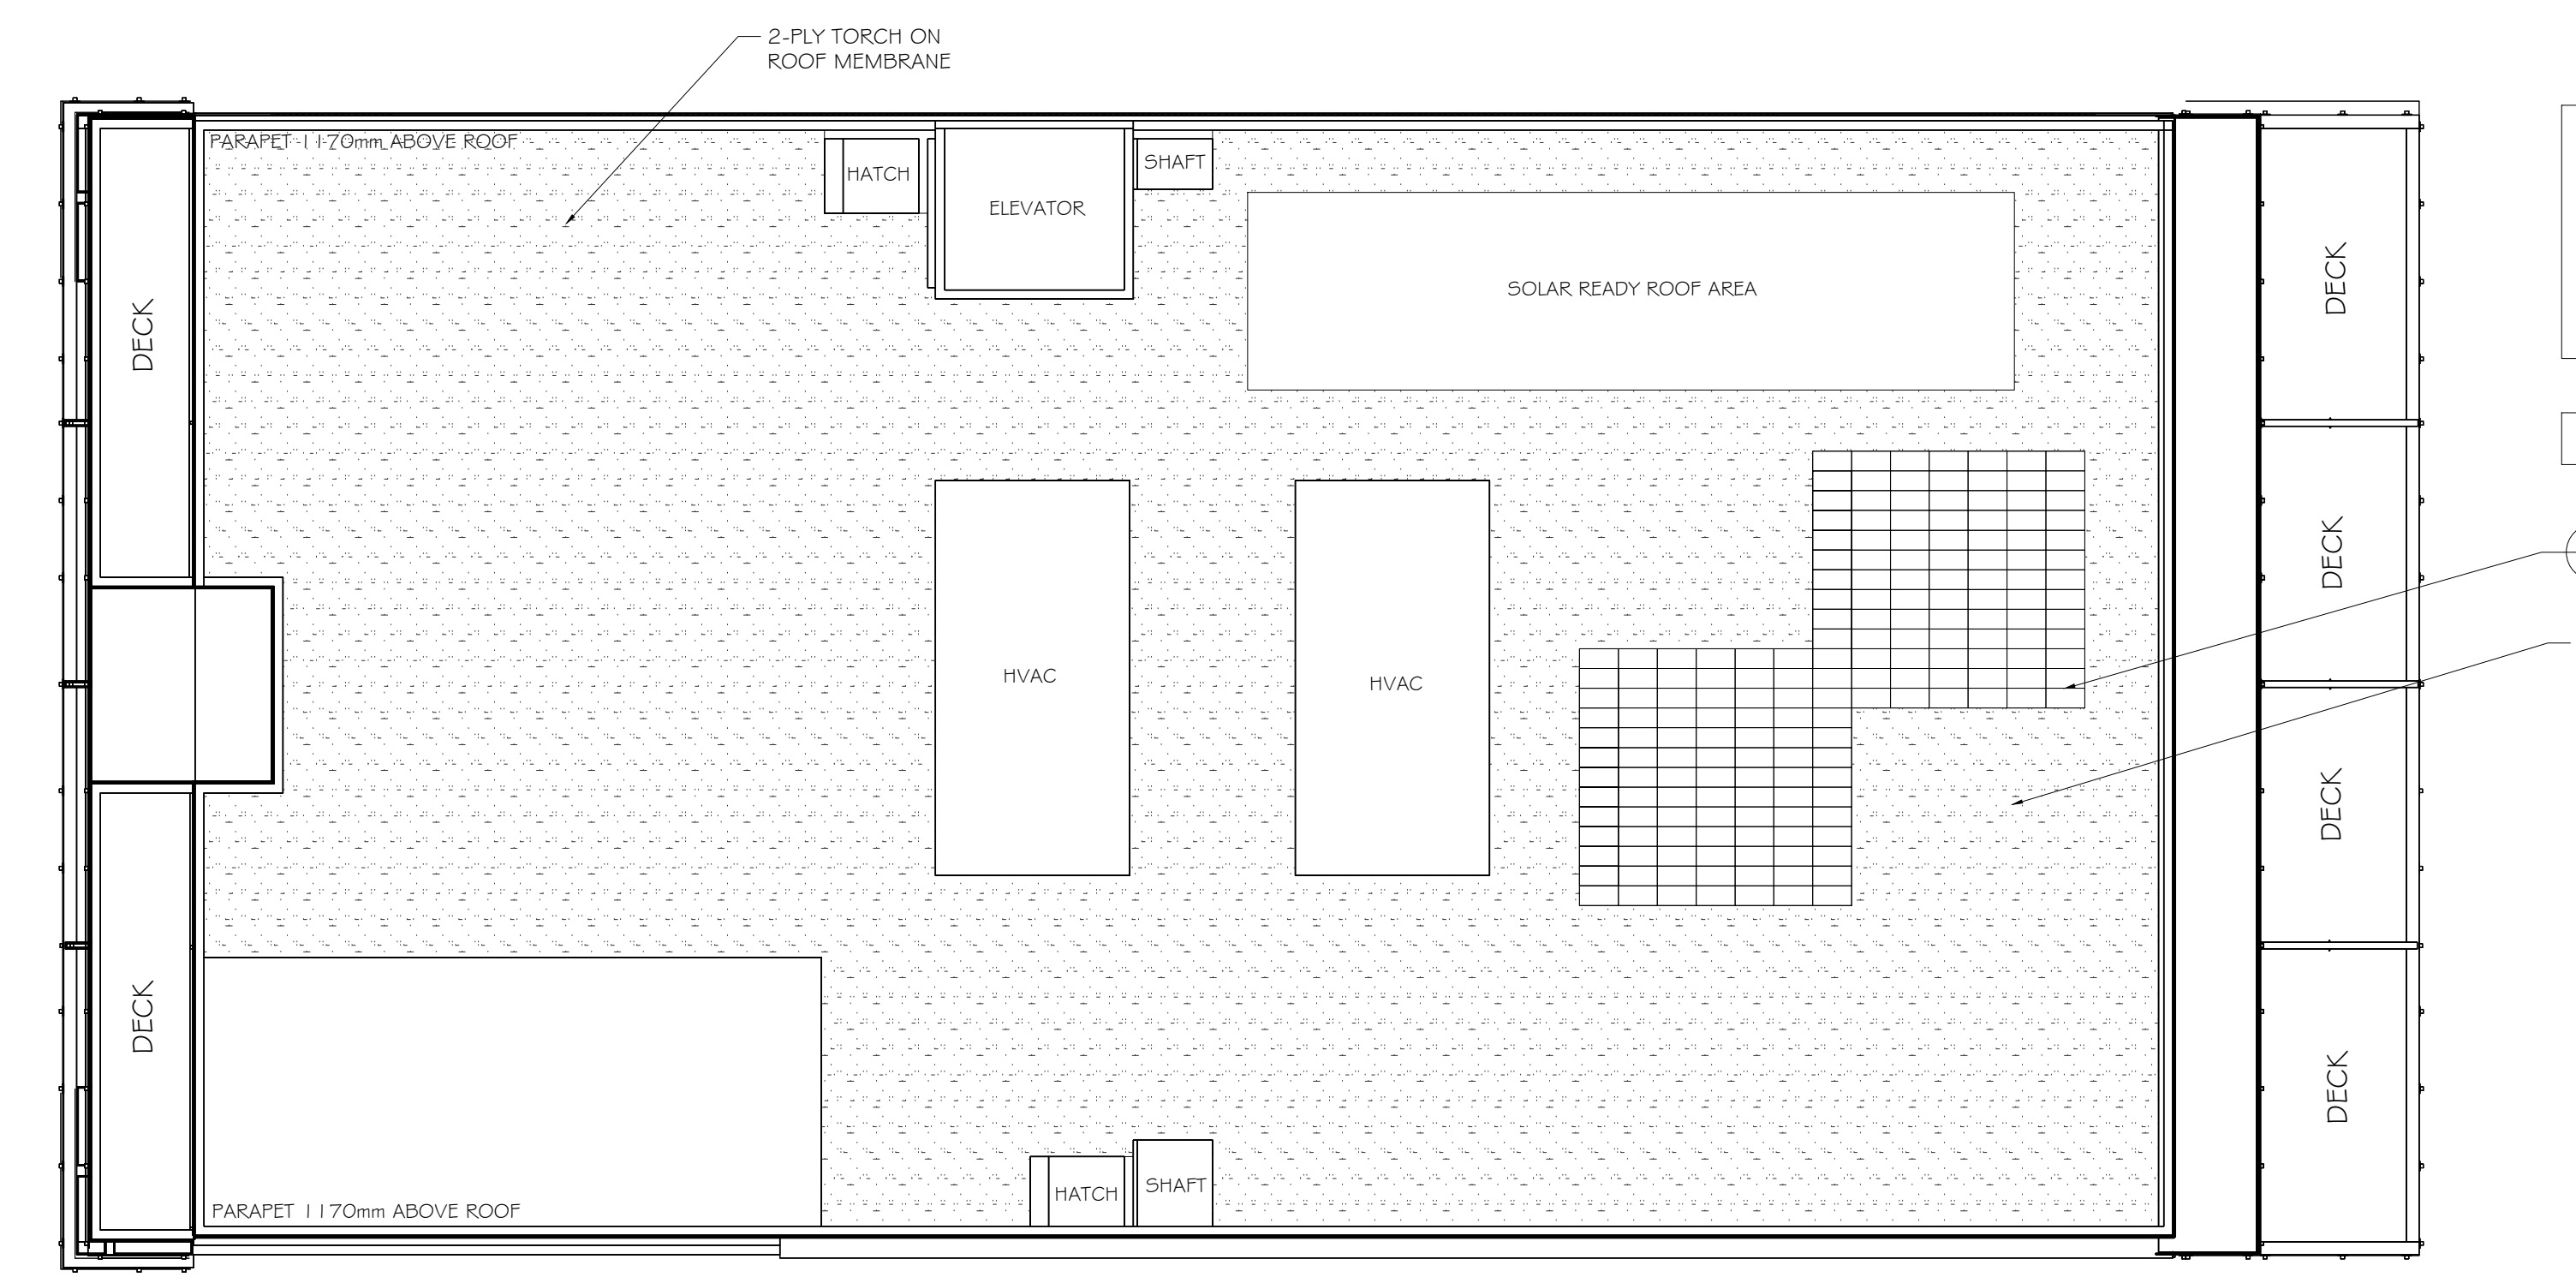 2-PLY TORCH ON
ROOF MEMBRANE
PARAPET 1170mm ABOVE ROOF
HATCH
SHAFT
ELEVATOR
SOLAR READY ROOF AREA
DECK
DECK
DECK
HVAC
HVAC
DECK
DECK
DECK
HATCH
SHAFT
PARAPET 1170mm ABOVE ROOF